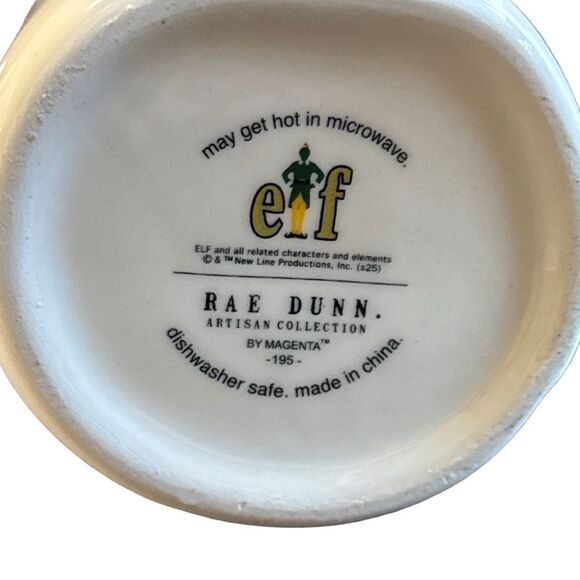 may get hot in microwave.
elf
ELF and all related characters and elements
© & ™ New Line Productions, Inc. (s25)
RAE DUNN.
ARTISAN COLLECTION
BY MAGENTA™
-195-
dishwasher safe. made in china.